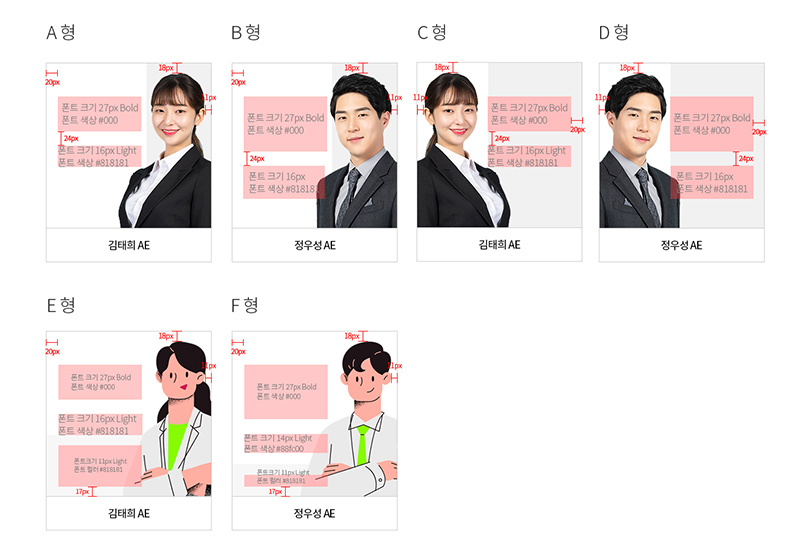 A 형
B 형
C 형
D 형
18px
20px
11px
폰트 크기 27px Bold
폰트 색상 #000
24px
폰트 크기 16px Light
폰트 색상 #818181
김태희 AE
18px
20px
11px
폰트 크기 27px Bold
폰트 색상 #000
24px
폰트 크기 16px
폰트 색상 #818181
정우성 AE
18px
11px
폰트 크기 27px Bold
폰트 색상 #000
20px
24px
폰트 크기 16px Light
폰트 색상 #818181
김태희 AE
18px
11px
폰트 크기 27px Bold
폰트 색상 #000
20px
24px
폰트 크기 16px
폰트 색상 #818181
정우성 AE
E 형
F 형
18px
20px
11px
폰트 크기 27px Bold
폰트 색상 #000
폰트 크기 16px Light
폰트 색상 #818181
폰트크기 11px Light
폰트 컬러 #818181
17px
김태희 AE
18px
20px
11px
폰트 크기 27px Bold
폰트 색상 #000
폰트 크기 14px Light
폰트 색상 #88fc00
폰트크기 11px Light
폰트 컬러 #818181
17px
정우성 AE